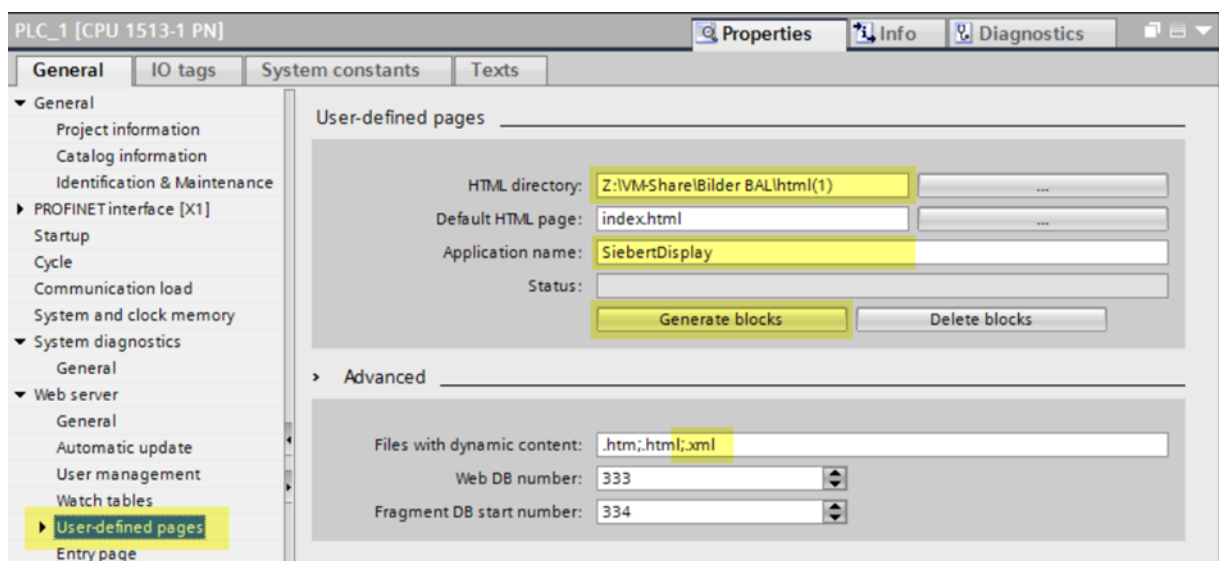 PLC_1 [CPU 1513-1 PN]
Properties
Info
Diagnostics
General
IO tags
System constants
Texts
General
Project information
Catalog information
Identification & Maintenance
PROFINET interface [X1]
Startup
Cycle
Communication load
System and clock memory
System diagnostics
General
Web server
General
Automatic update
User management
Watch tables
User-defined pages
Entry page
User-defined pages
HTML directory: Z:\VM-Share\Bilder BAL\html(1) ...
Default HTML page: index.html ...
Application name: SiebertDisplay
Status:
Generate blocks Delete blocks
Advanced
Files with dynamic content: .htm;.html;.xml
Web DB number: 333
Fragment DB start number: 334